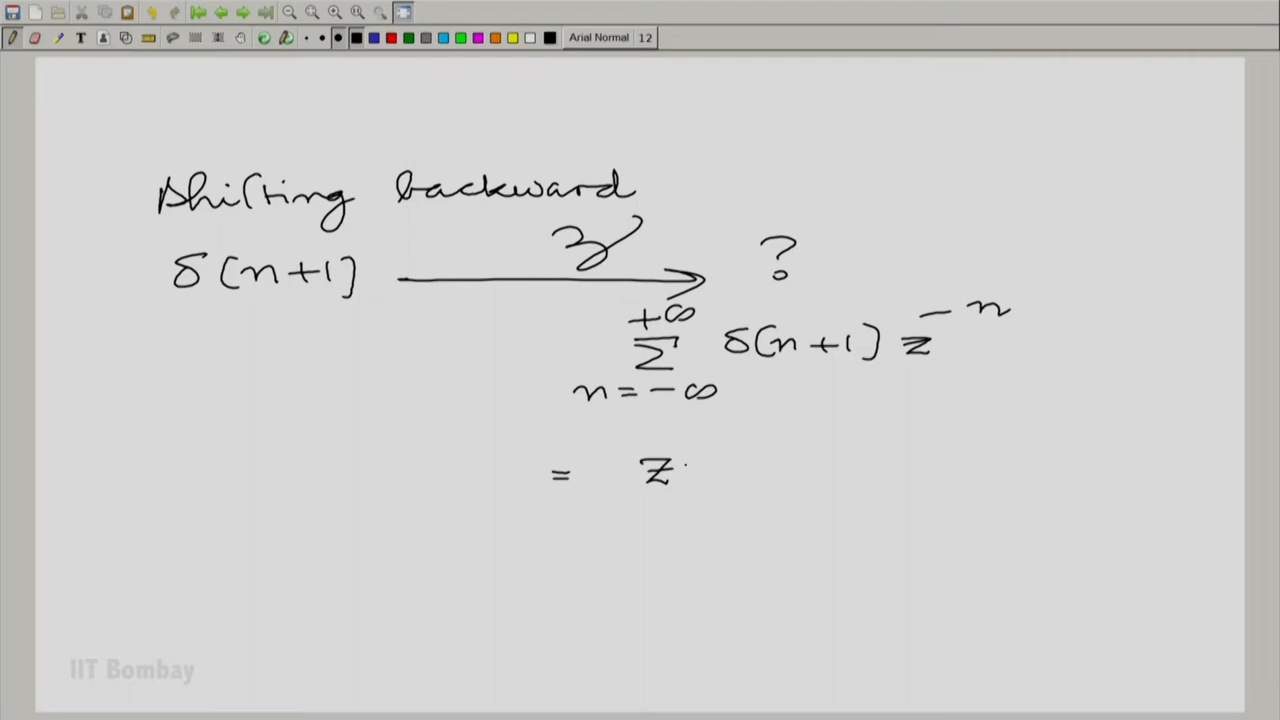 Arial Normal 12
Shifting backward
δ[n+1] ⟶ 𝒵 ?
+∞
Σ δ[n+1] z^{-n}
n=-∞
= z
IIT Bombay